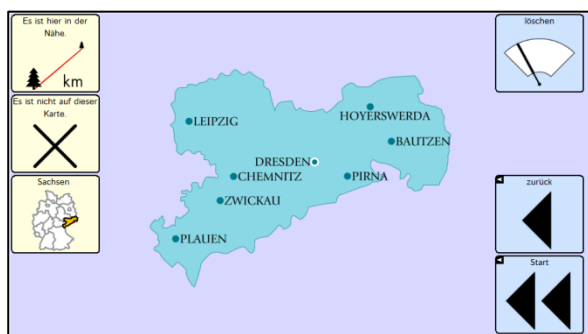 Es ist hier in der
Nähe.
km
Es ist nicht auf dieser
Karte.
Sachsen
LEIPZIG
HOYERSWERDA
BAUTZEN
DRESDEN
CHEMNITZ
PIRNA
ZWICKAU
PLAUEN
löschen
zurück
Start